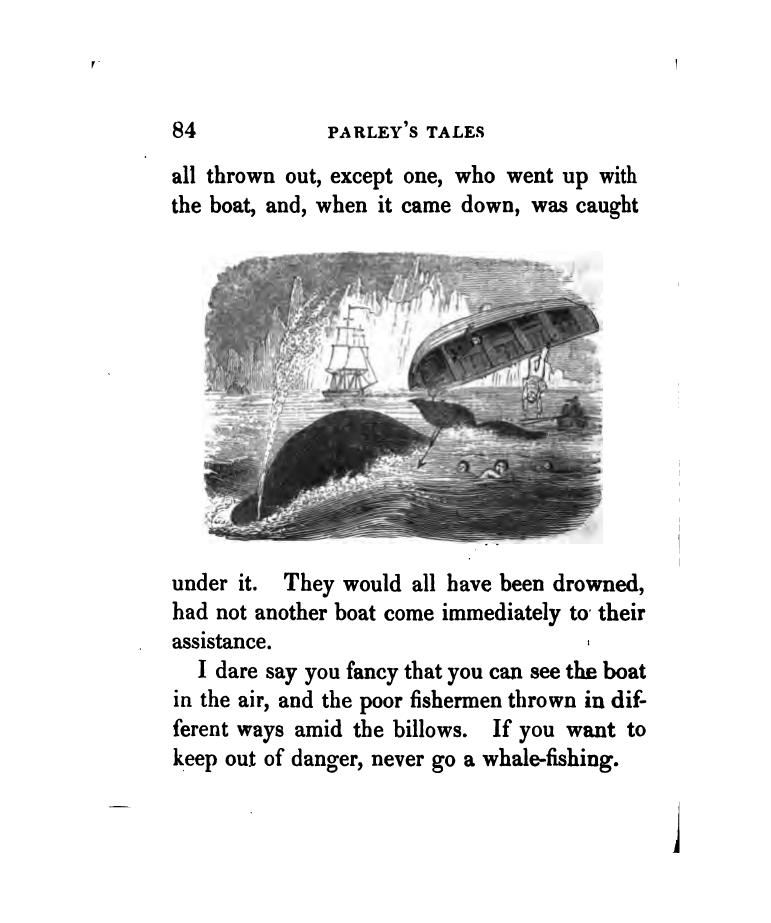 84 PARLEY'S TALES
all thrown out, except one, who went up with
the boat, and, when it came down, was caught
under it. They would all have been drowned,
had not another boat come immediately to their
assistance.
I dare say you fancy that you can see the boat
in the air, and the poor fishermen thrown in dif-
ferent ways amid the billows. If you want to
keep out of danger, never go a whale-fishing.